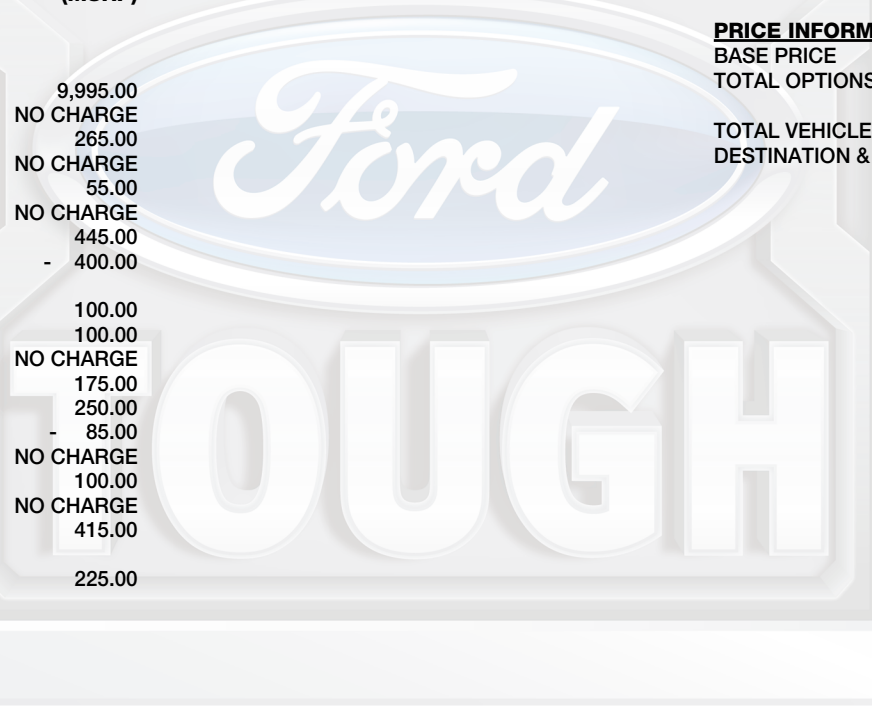 (MSRP)
9,995.00
NO CHARGE
265.00
NO CHARGE
55.00
NO CHARGE
445.00
- 400.00
100.00
100.00
NO CHARGE
175.00
250.00
- 85.00
NO CHARGE
100.00
NO CHARGE
415.00
225.00
PRICE INFORM
BASE PRICE
TOTAL OPTIONS
TOTAL VEHICLE
DESTINATION &
Ford
TOUGH